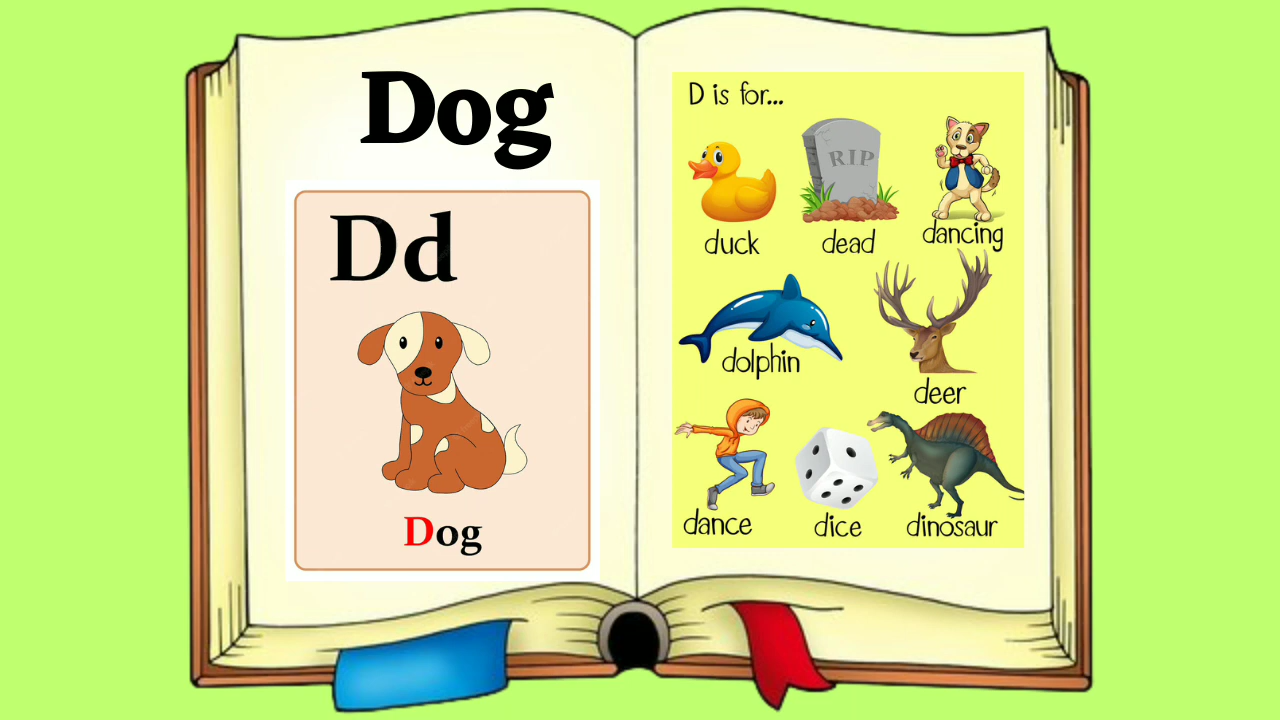 Dog
Dd
Dog
D is for...
RIP
duck dead dancing
dolphin
deer
dance dice dinosaur